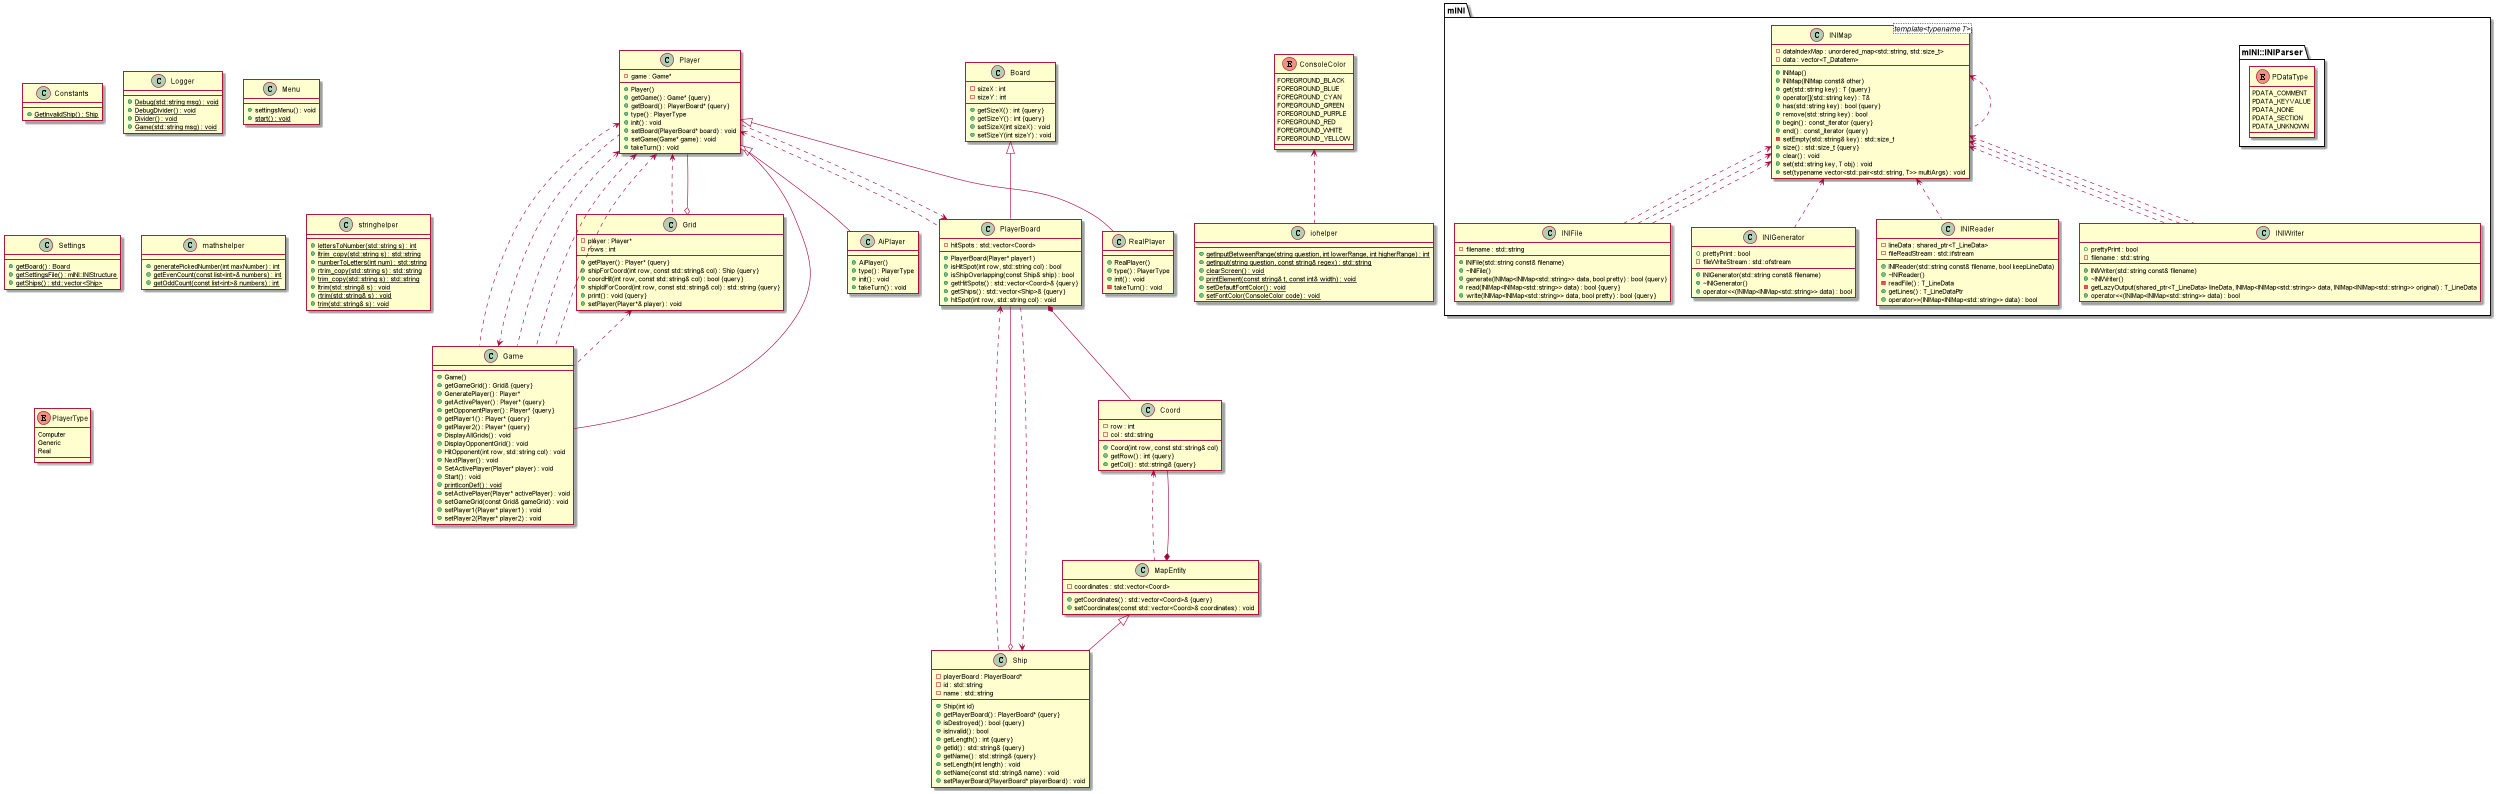 mINI
INIMap
template<typename T>
dataIndexMap : unordered_map<std::string, std::size_t>
data : vector<T_DataItem>
INIMap()
INIMap(INIMap const& other)
get(std::string key) : T {query}
operator[](std::string key) : T&
has(std::string key) : bool {query}
remove(std::string key) : bool
begin() : const_iterator {query}
end() : const_iterator {query}
setEmpty(std::string& key) : std::size_t
size() : std::size_t {query}
clear() : void
set(std::string key, T obj) : void
set(typename vector<std::pair<std::string, T>> multiArgs) : void
mINI::INIParser
PDataType
PDATA_COMMENT
PDATA_KEYVALUE
PDATA_NONE
PDATA_SECTION
PDATA_UNKNOWN
Constants
GetInvalidShip() : Ship
Logger
Debug(std::string msg) : void
DebugDivider() : void
Divider() : void
Game(std::string msg) : void
Menu
settingsMenu() : void
start() : void
Player
game : Game*
Player()
getGame() : Game* {query}
getBoard() : PlayerBoard* {query}
type() : PlayerType
init() : void
setBoard(PlayerBoard* board) : void
setGame(Game* game) : void
takeTurn() : void
Board
sizeX : int
sizeY : int
getSizeX() : int {query}
getSizeY() : int {query}
setSizeX(int sizeX) : void
setSizeY(int sizeY) : void
ConsoleColor
FOREGROUND_BLACK
FOREGROUND_BLUE
FOREGROUND_CYAN
FOREGROUND_GREEN
FOREGROUND_PURPLE
FOREGROUND_RED
FOREGROUND_WHITE
FOREGROUND_YELLOW
Settings
getBoard() : Board
getSettingsFile() : mINI::INIStructure
getShips() : std::vector<Ship>
mathshelper
generatePickedNumber(int maxNumber) : int
getEvenCount(const list<int>& numbers) : int
getOddCount(const list<int>& numbers) : int
stringhelper
lettersToNumber(std::string s) : int
ltrim_copy(std::string s) : std::string
numberToLetters(int num) : std::string
rtrim_copy(std::string s) : std::string
trim_copy(std::string s) : std::string
ltrim(std::string& s) : void
rtrim(std::string& s) : void
trim(std::string& s) : void
Grid
player : Player*
rows : int
getPlayer() : Player* {query}
shipForCoord(int row, const std::string& col) : Ship {query}
coordHit(int row, const std::string& col) : bool {query}
shipIdForCoord(int row, const std::string& col) : std::string {query}
print() : void {query}
setPlayer(Player*& player) : void
AiPlayer
AiPlayer()
type() : PlayerType
init() : void
takeTurn() : void
PlayerBoard
hitSpots : std::vector<Coord>
PlayerBoard(Player* player1)
isHitSpot(int row, std::string col) : bool
isShipOverlapping(const Ship& ship) : bool
getHitSpots() : std::vector<Coord>& {query}
getShips() : std::vector<Ship>& {query}
hitSpot(int row, std::string col) : void
RealPlayer
RealPlayer()
type() : PlayerType
init() : void
takeTurn() : void
iohelper
getInputBetweenRange(string question, int lowerRange, int higherRange) : int
getInput(string question, const string& regex) : std::string
clearScreen() : void
printElement(const string& t, const int& width) : void
setDefaultFontColor() : void
setFontColor(ConsoleColor code) : void
INIFile
filename : std::string
INIFile(std::string const& filename)
~INIFile()
generate(INIMap<INIMap<std::string>> data, bool pretty) : bool {query}
read(INIMap<INIMap<std::string>> data) : bool {query}
write(INIMap<INIMap<std::string>> data, bool pretty) : bool {query}
INIGenerator
prettyPrint : bool
fileWriteStream : std::ofstream
INIGenerator(std::string const& filename)
~INIGenerator()
operator<<(INIMap<INIMap<std::string>> data) : bool
INIReader
lineData : shared_ptr<T_LineData>
fileReadStream : std::ifstream
INIReader(std::string const& filename, bool keepLineData)
~INIReader()
readFile() : T_LineData
getLines() : T_LineDataPtr
operator>>(INIMap<INIMap<std::string>> data) : bool
INIWriter
prettyPrint : bool
filename : std::string
INIWriter(std::string const& filename)
~INIWriter()
getLazyOutput(shared_ptr<T_LineData> lineData, INIMap<INIMap<std::string>> data, INIMap<INIMap<std::string>> original) : T_LineData
operator<<(INIMap<INIMap<std::string>> data) : bool
PlayerType
Computer
Generic
Real
Game
Game()
getGameGrid() : Grid& {query}
GeneratePlayer() : Player*
getActivePlayer() : Player* {query}
getOpponentPlayer() : Player* {query}
getPlayer1() : Player* {query}
getPlayer2() : Player* {query}
DisplayAllGrids() : void
DisplayOpponentGrid() : void
HitOpponent(int row, std::string col) : void
NextPlayer() : void
SetActivePlayer(Player* player) : void
Start() : void
printIconDef() : void
setActivePlayer(Player* activePlayer) : void
setGameGrid(const Grid& gameGrid) : void
setPlayer1(Player* player1) : void
setPlayer2(Player* player2) : void
Coord
row : int
col : std::string
Coord(int row, const std::string& col)
getRow() : int {query}
getCol() : std::string& {query}
MapEntity
coordinates : std::vector<Coord>
getCoordinates() : std::vector<Coord>& {query}
setCoordinates(const std::vector<Coord>& coordinates) : void
Ship
playerBoard : PlayerBoard*
id : std::string
name : std::string
Ship(int id)
getPlayerBoard() : PlayerBoard* {query}
isDestroyed() : bool {query}
isInvalid() : bool
getLength() : int {query}
getId() : std::string& {query}
getName() : std::string& {query}
setLength(int length) : void
setName(const std::string& name) : void
setPlayerBoard(PlayerBoard* playerBoard) : void